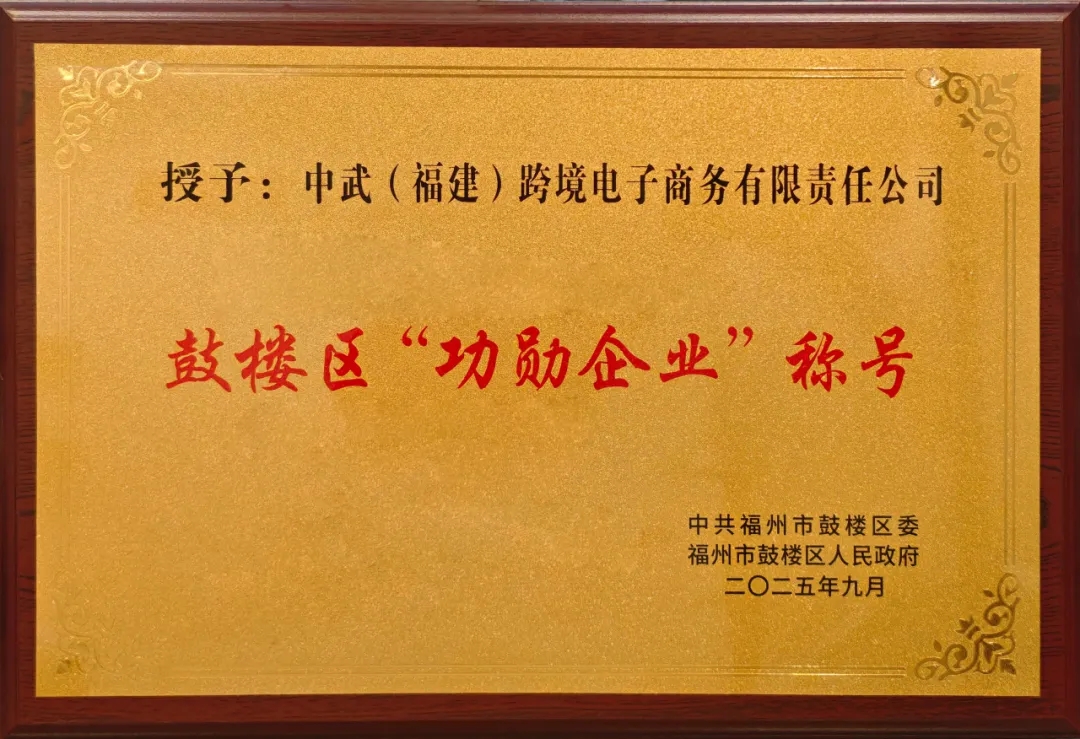 授予：中武（福建）跨境电子商务有限责任公司
鼓楼区“功勋企业”称号
中共福州市鼓楼区委
福州市鼓楼区人民政府
二〇二五年九月